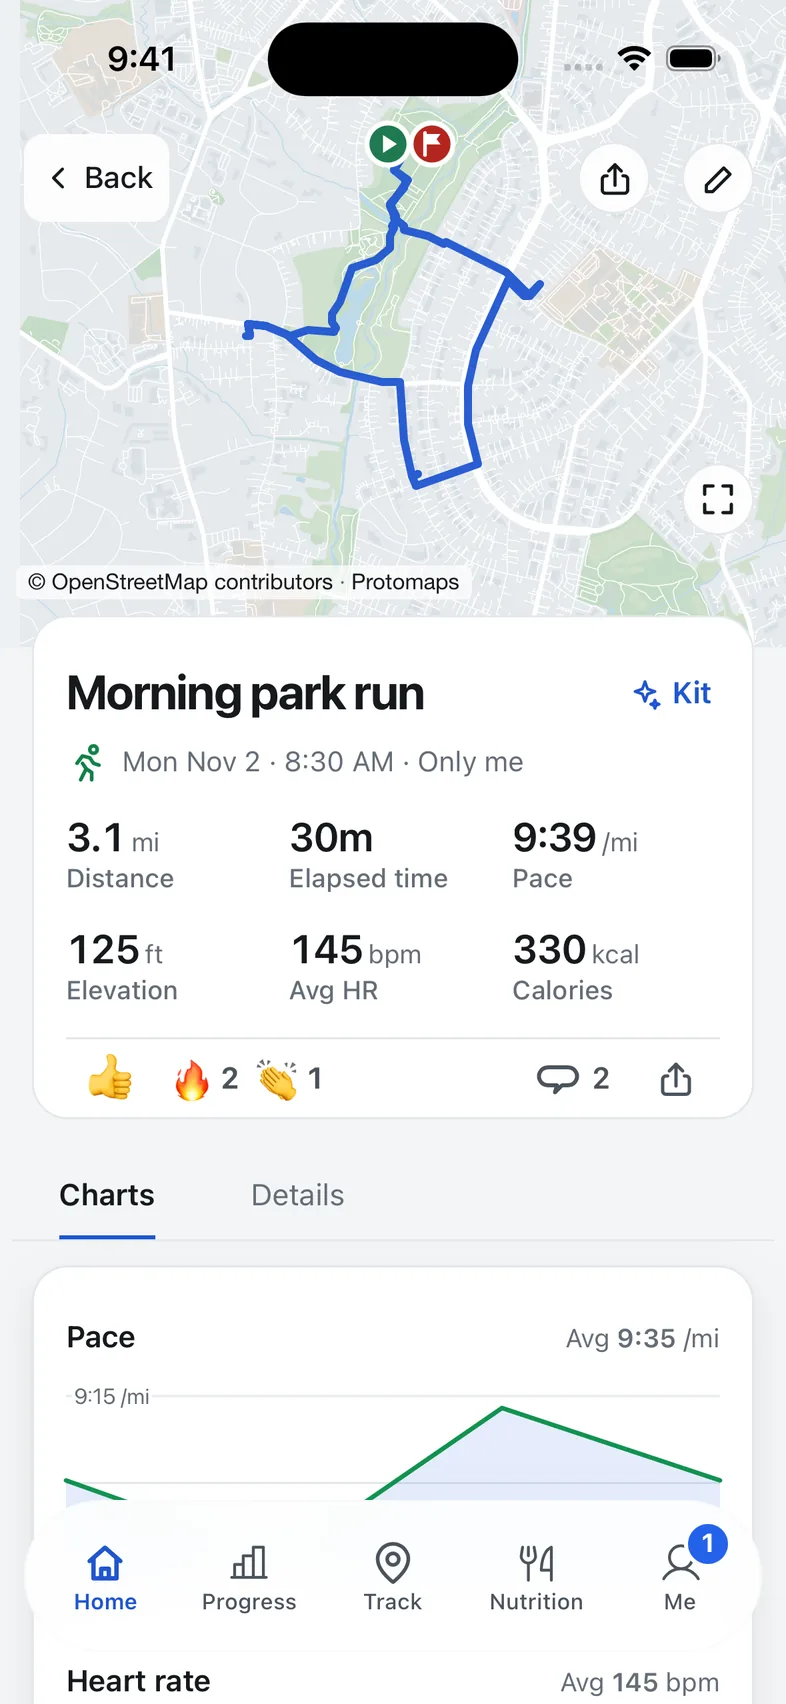 9:41
Back
© OpenStreetMap contributors · Protomaps
Morning park run
Kit
Mon Nov 2 · 8:30 AM · Only me
3.1 mi 30m 9:39 /mi
Distance Elapsed time Pace
125 ft 145 bpm 330 kcal
Elevation Avg HR Calories
2 1 2
Charts Details
Pace Avg 9:35 /mi
9:15 /mi
1
Home Progress Track Nutrition Me
Heart rate Avg 145 bpm